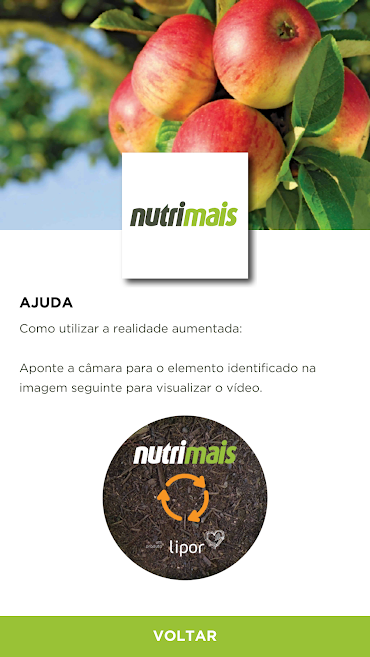 nutrimais
AJUDA
Como utilizar a realidade aumentada:
Aponte a câmara para o elemento identificado na
imagem seguinte para visualizar o vídeo.
nutrimais
lipor
VOLTAR